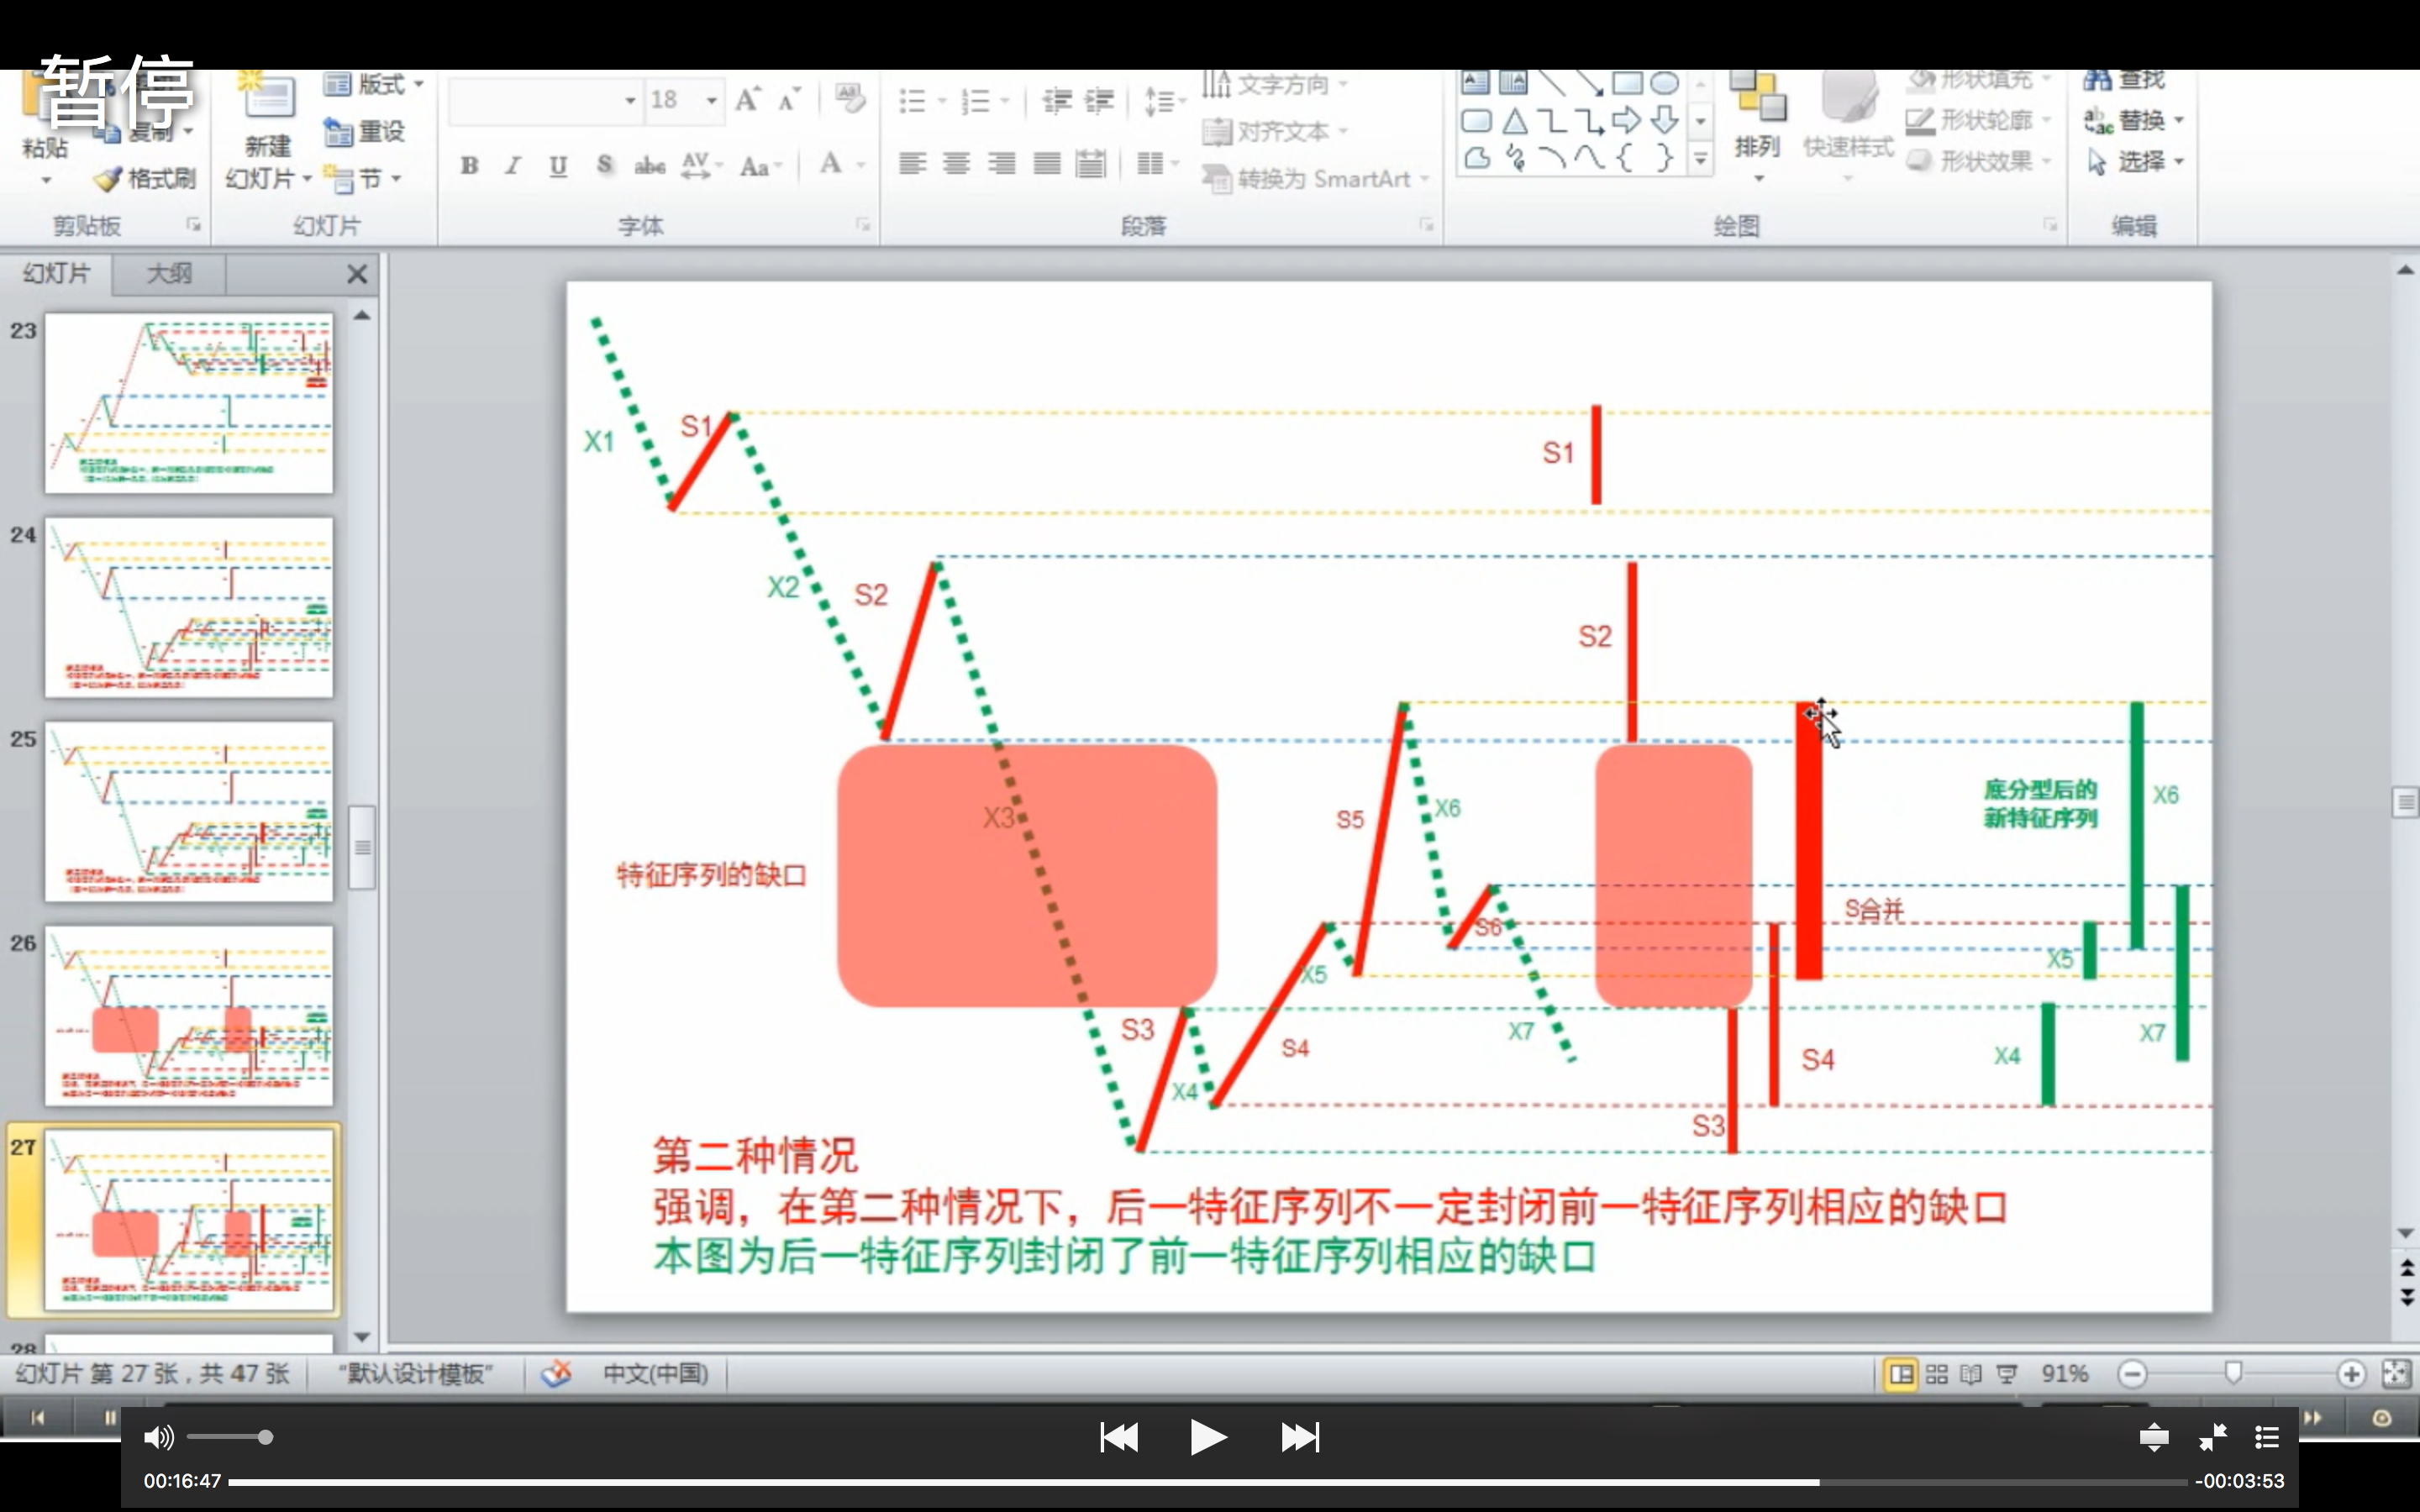 暂停
粘贴
复制
格式刷
剪贴板
新建
幻灯片
版式
重设
节
幻灯片
18
B I U S abc AV Aa A
字体
文字方向
对齐文本
转换为 SmartArt
段落
排列
快速样式
形状填充
形状轮廓
形状效果
绘图
查找
替换
选择
编辑
幻灯片
大纲
23
24
25
26
27
28
X1
S1
S1
X2
S2
S2
X3
特征序列的缺口
S5
X6
底分型后的
新特征序列
X6
S合并
S6
X5
X5
S3
S4
X7
S4
X4
X7
X4
S3
第二种情况
强调，在第二种情况下，后一特征序列不一定封闭前一特征序列相应的缺口
本图为后一特征序列封闭了前一特征序列相应的缺口
幻灯片 第 27 张，共 47 张
“默认设计模板”
中文(中国)
91%
00:16:47
-00:03:53